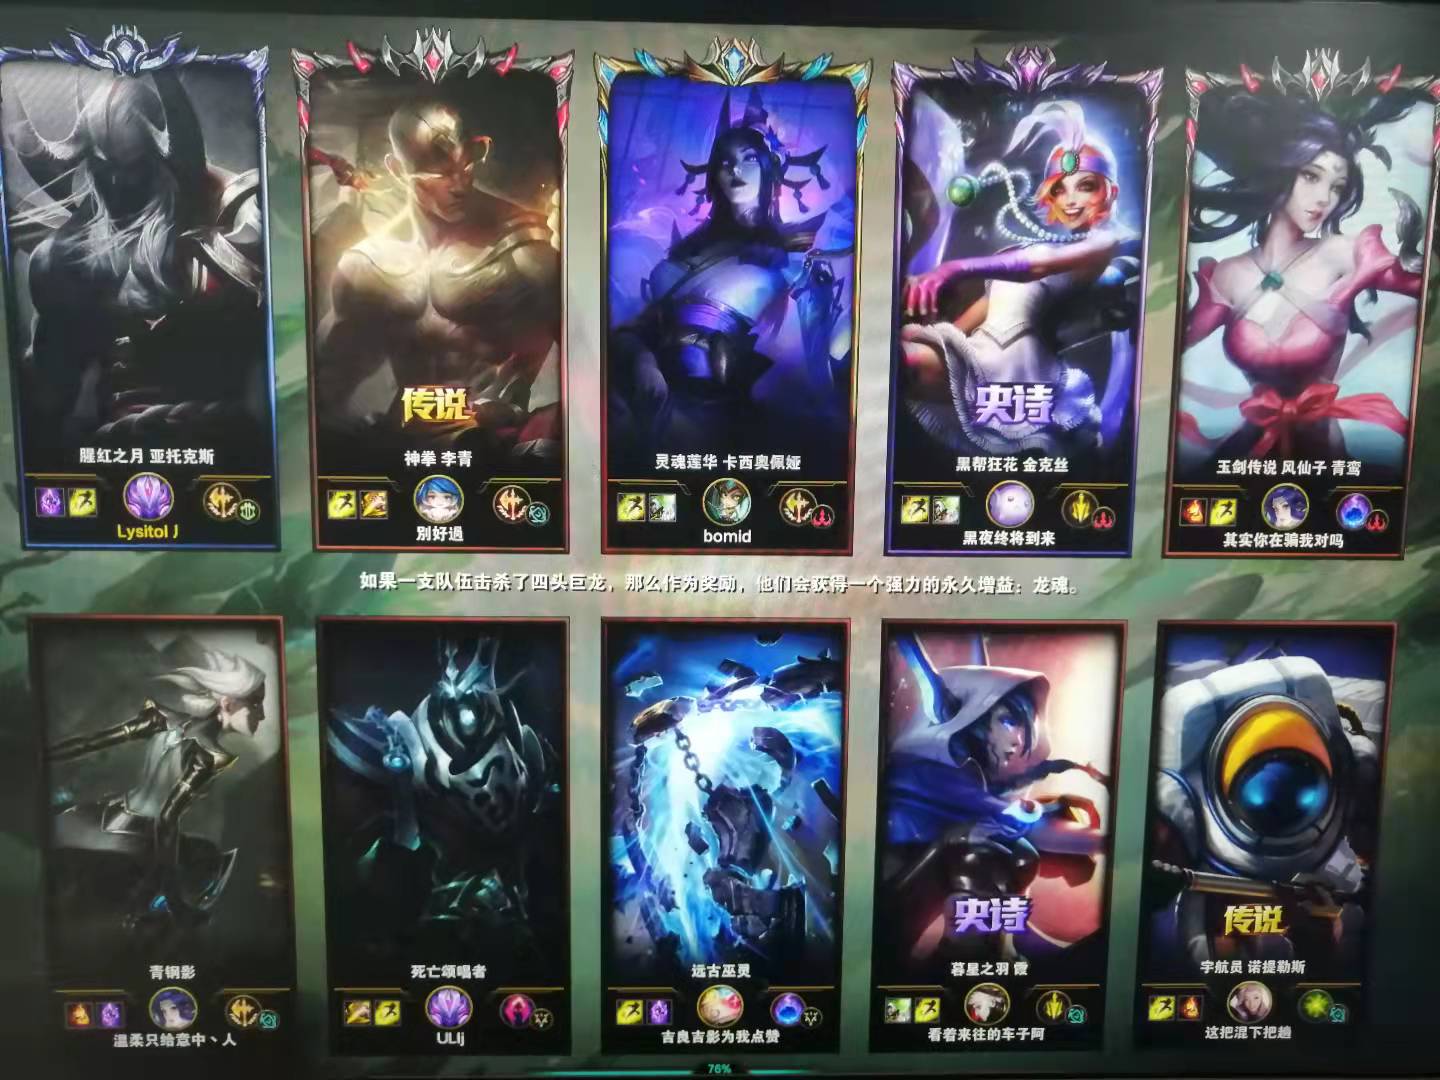 传说
史诗
腥红之月 亚托克斯
神拳 李青
灵魂莲华 卡西奥佩娅
黑帮狂花 金克丝
玉剑传说 风仙子 青鸾
Lysitol J
别好過
bomid
黑夜终将到来
其实你在骗我对吗
如果一支队伍击杀了四头巨龙，那么作为奖励，他们会获得一个强力的永久增益：龙魂。
史诗
传说
青钢影
死亡颂唱者
远古巫灵
暮星之羽 霞
宇航员 诺提勒斯
温柔只给意中丶人
ULIj
吉良吉影为我点赞
看着来往的车子阿
这把混下把趟
76%